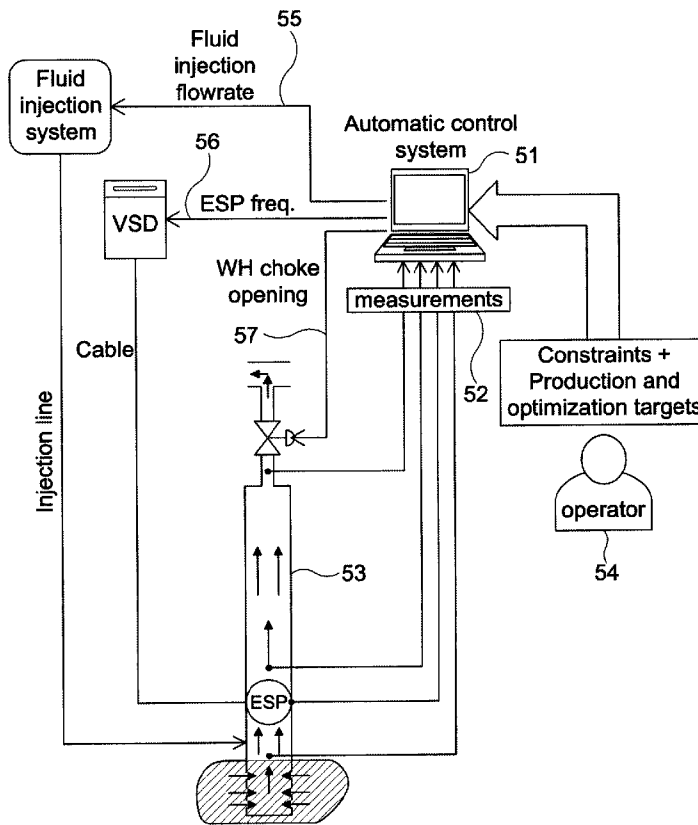 55
Fluid
injection
flowrate
Fluid
injection
system
Automatic control
system
51
56
ESP freq.
VSD
WH choke
opening
measurements
57
52
Cable
Constraints +
Production and
optimization targets
Injection line
operator
54
53
ESP